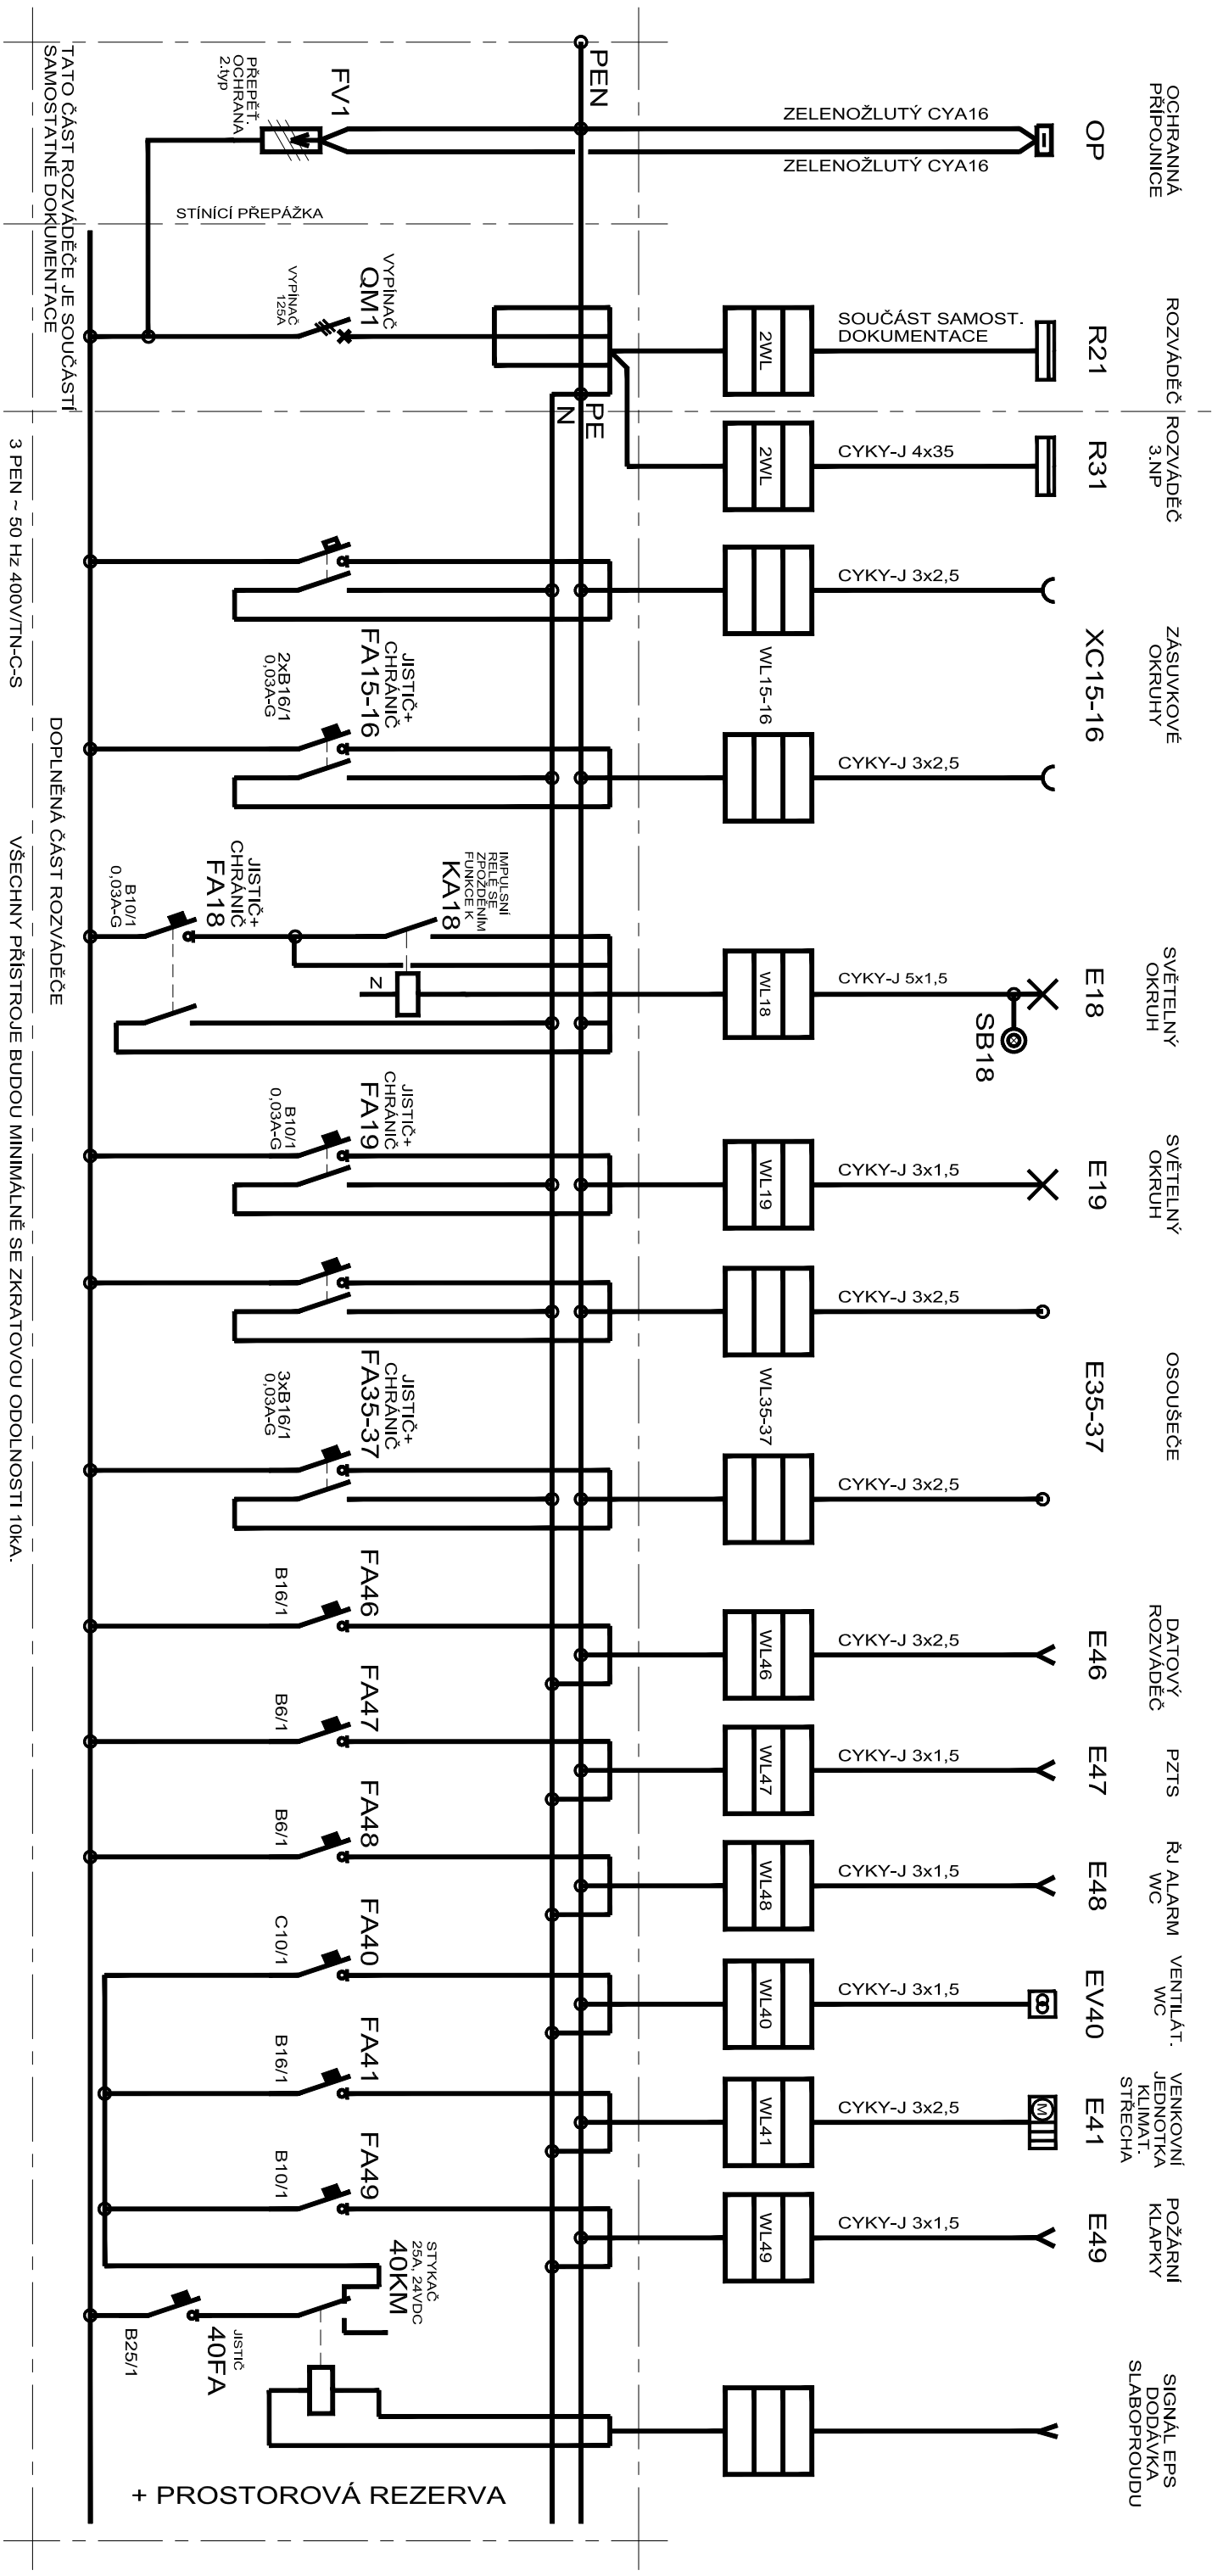 OCHRANNÁ
PŘÍPOJNICE
OP
ZELENOŽLUTÝ CYA16
ZELENOŽLUTÝ CYA16
PEN
FV1
PŘEPĚŤ.
OCHRANA
2.typ
STÍNÍCÍ PŘEPÁŽKA
TATO ČÁST ROZVÁDĚČE JE SOUČÁSTÍ
SAMOSTATNÉ DOKUMENTACE
ROZVÁDĚČ
R21
SOUČÁST SAMOST.
DOKUMENTACE
2WL
VYPÍNAČ
QM1
VYPÍNAČ
125A
PE
N
ROZVÁDĚČ
3.NP
R31
CYKY-J 4x35
2WL
ZÁSUVKOVÉ
OKRUHY
XC15-16
CYKY-J 3x2,5
CYKY-J 3x2,5
WL15-16
JISTIČ+
CHRÁNIČ
FA15-16
2xB16/1
0,03A-G
SVĚTELNÝ
OKRUH
E18
SB18
CYKY-J 5x1,5
WL18
IMPULSNÍ
RELÉ SE
ZPOŽDĚNÍM
FUNKCE K
KA18
N
JISTIČ+
CHRÁNIČ
FA18
B10/1
0,03A-G
SVĚTELNÝ
OKRUH
E19
CYKY-J 3x1,5
WL19
JISTIČ+
CHRÁNIČ
FA19
B10/1
0,03A-G
OSOUŠEČE
E35-37
CYKY-J 3x2,5
CYKY-J 3x2,5
WL35-37
JISTIČ+
CHRÁNIČ
FA35-37
3xB16/1
0,03A-G
DATOVÝ
ROZVÁDĚČ
E46
CYKY-J 3x2,5
WL46
FA46
B16/1
PZTS
E47
CYKY-J 3x1,5
WL47
FA47
B6/1
ŘJ ALARM
WC
E48
CYKY-J 3x1,5
WL48
FA48
B6/1
VENTILÁT.
WC
EV40
CYKY-J 3x1,5
WL40
FA40
C10/1
VENKOVNÍ
JEDNOTKA
KLIMAT.
STŘECHA
E41
M
CYKY-J 3x2,5
WL41
FA41
B16/1
POŽÁRNÍ
KLAPKY
E49
CYKY-J 3x1,5
WL49
FA49
B10/1
STYKAČ
25A, 24VDC
40KM
JISTIČ
40FA
B25/1
SIGNÁL EPS
DODÁVKA
SLABOPROUDU
+ PROSTOROVÁ REZERVA
DOPLNĚNÁ ČÁST ROZVÁDĚČE
3 PEN ~ 50 Hz 400V/TN-C-S
VŠECHNY PŘÍSTROJE BUDOU MINIMÁLNĚ SE ZKRATOVOU ODOLNOSTI 10kA.